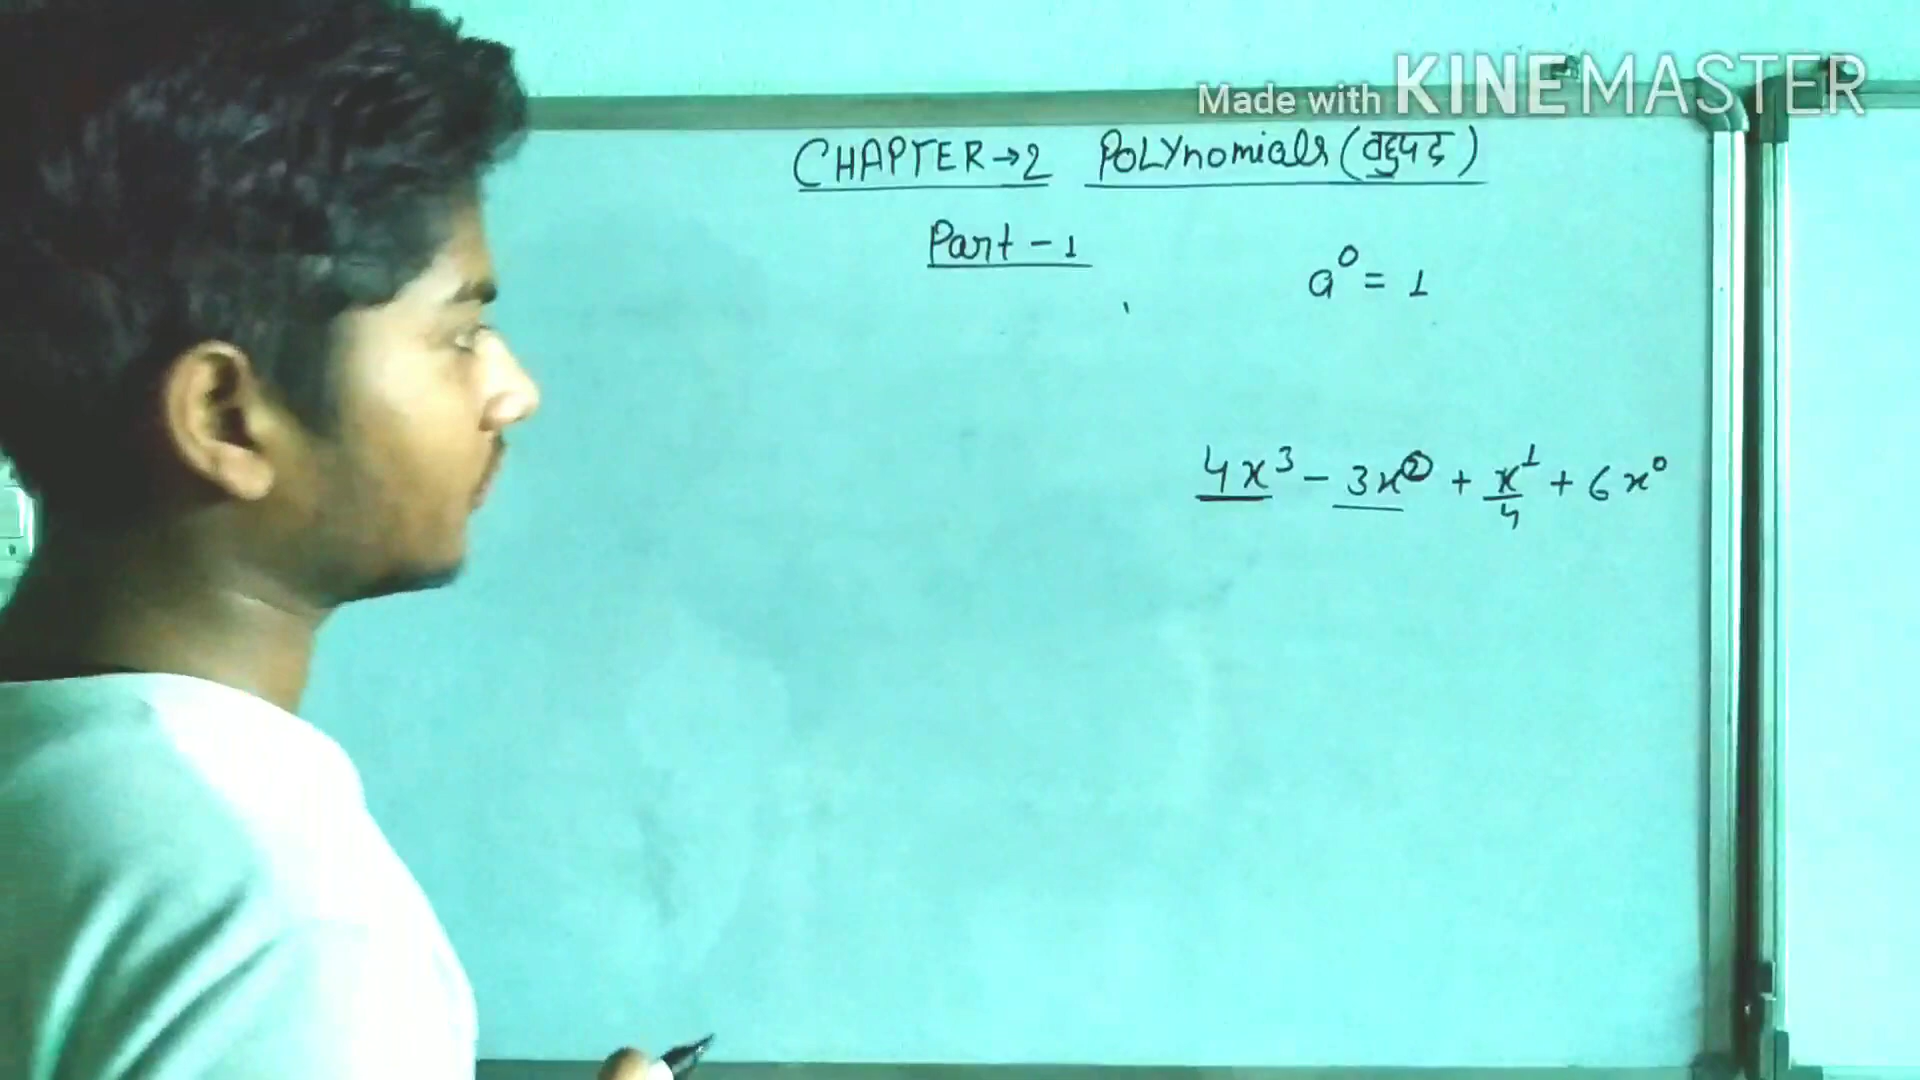 Made with KINEMASTER
CHAPTER→2 POLYnomials (बहुपद)
Part - 1
a⁰ = 1
4x³ - 3x² + x¹/4 + 6x⁰